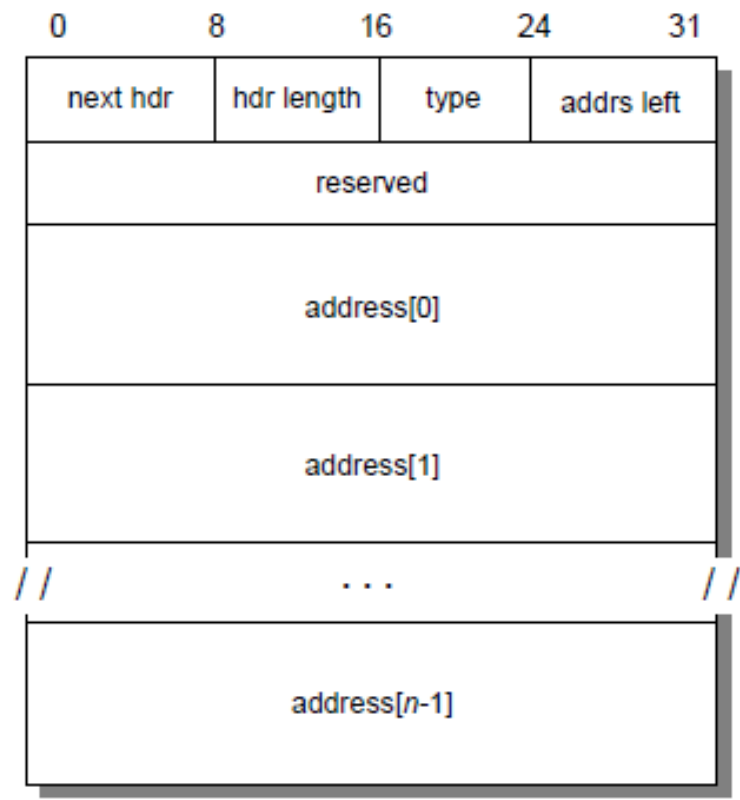 0 8 16 24 31
next hdr hdr length type addrs left
reserved
address[0]
address[1]
// ... //
address[n-1]